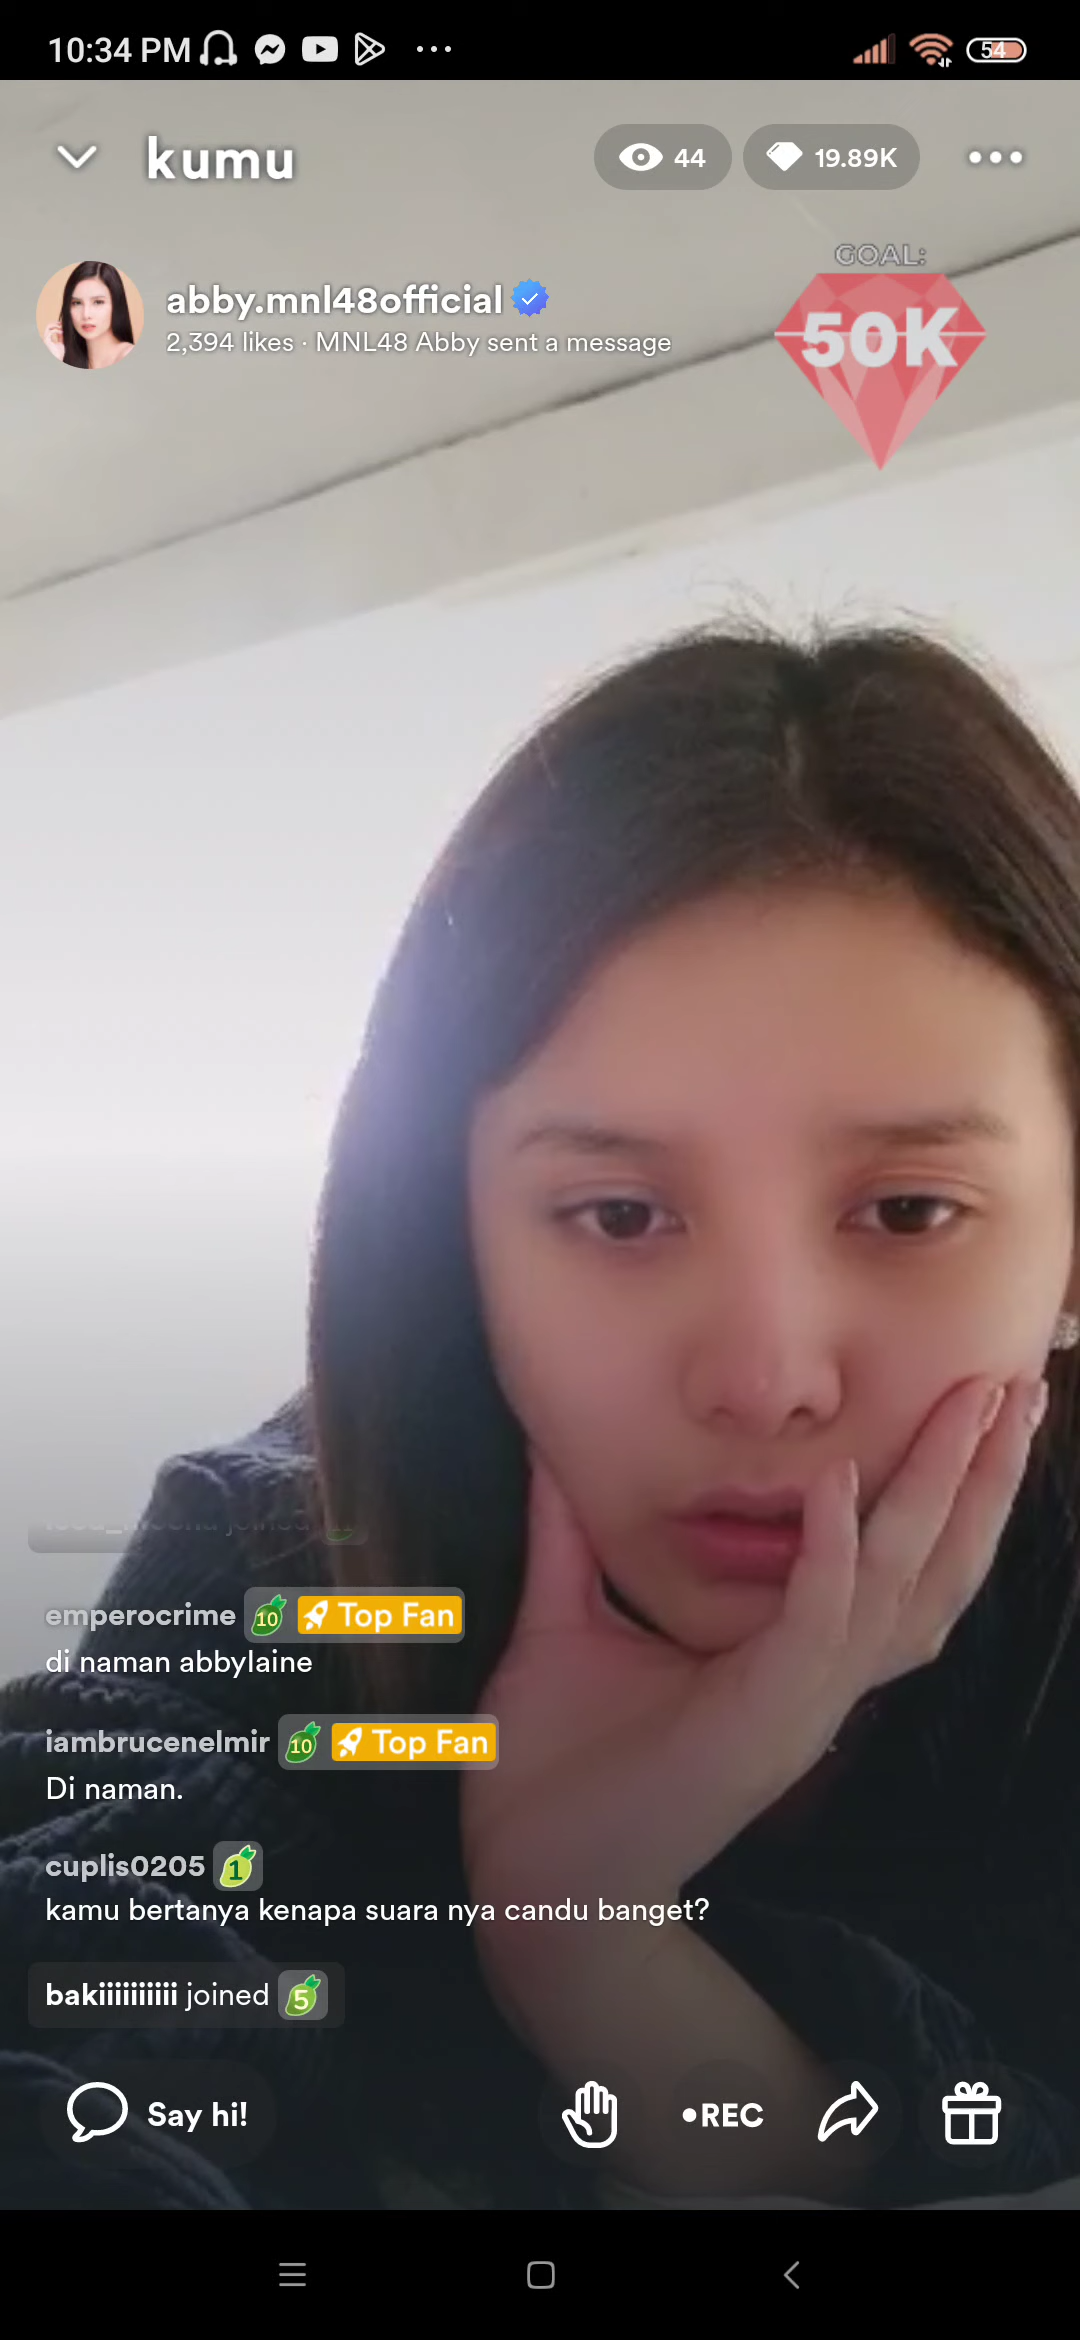 10:34 PM
54
kumu
44
19.89K
GOAL:
50K
abby.mnl48official
2,394 likes · MNL48 Abby sent a message
joined
emperocrime 10 Top Fan
di naman abbylaine
iambrucenelmir 10 Top Fan
Di naman.
cuplis0205 1
kamu bertanya kenapa suara nya candu banget?
bakiiiiiiiiii joined 5
Say hi!
•REC